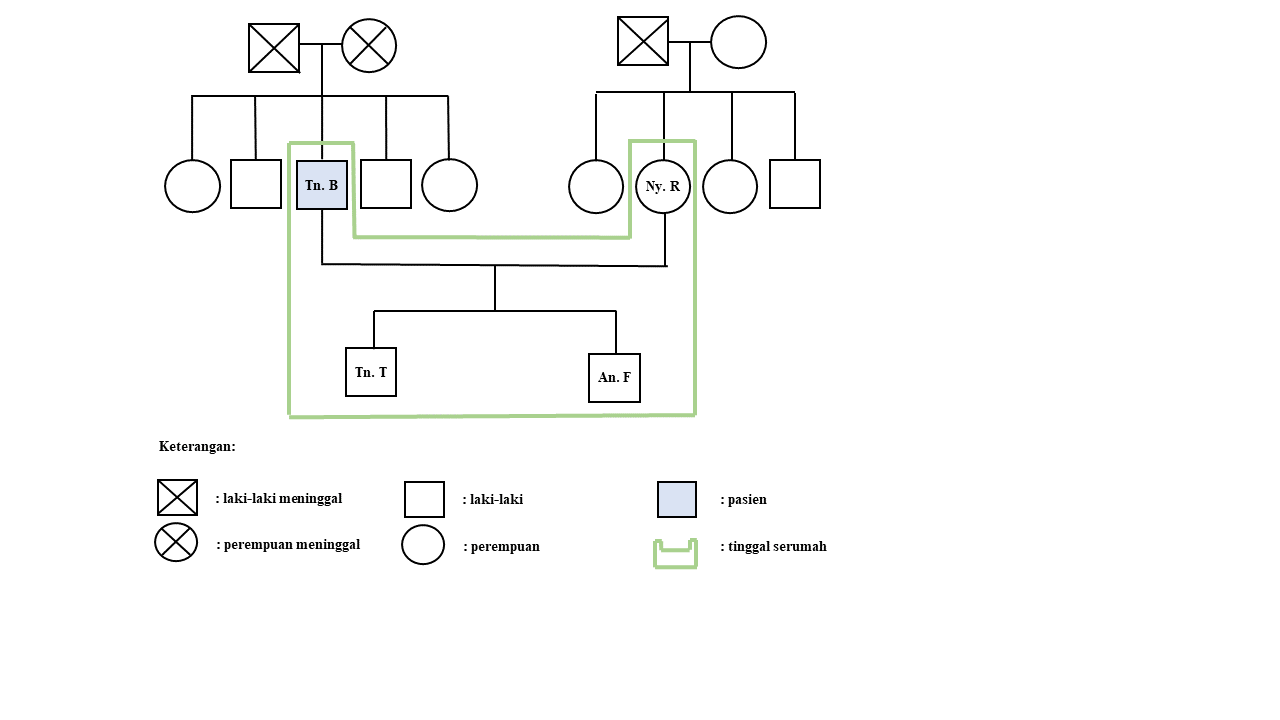 Tn. B
Ny. R
Tn. T
An. F
Keterangan:
: laki-laki meninggal
: laki-laki
: pasien
: perempuan meninggal
: perempuan
: tinggal serumah